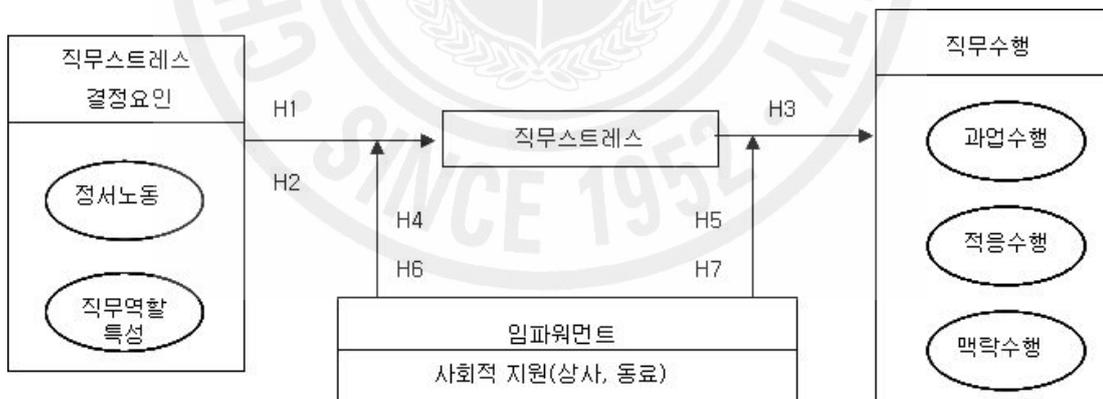 직무스트레스
결정요인
정서노동
직무역할
특성
H1
H2
직무스트레스
H3
H4
H6
H5
H7
임파워먼트
사회적 지원(상사, 동료)
직무수행
과업수행
적응수행
맥락수행
SINCE 1952